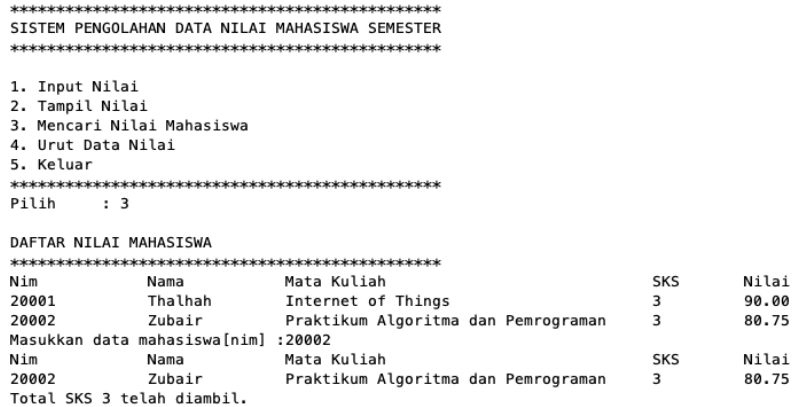 ***********************************************
SISTEM PENGOLAHAN DATA NILAI MAHASISWA SEMESTER
***********************************************
1. Input Nilai
2. Tampil Nilai
3. Mencari Nilai Mahasiswa
4. Urut Data Nilai
5. Keluar
***********************************************
Pilih : 3
DAFTAR NILAI MAHASISWA
***********************************************
Nim Nama Mata Kuliah SKS Nilai
20001 Thalhah Internet of Things 3 90.00
20002 Zubair Praktikum Algoritma dan Pemrograman 3 80.75
Masukkan data mahasiswa[nim] :20002
Nim Nama Mata Kuliah SKS Nilai
20002 Zubair Praktikum Algoritma dan Pemrograman 3 80.75
Total SKS 3 telah diambil.